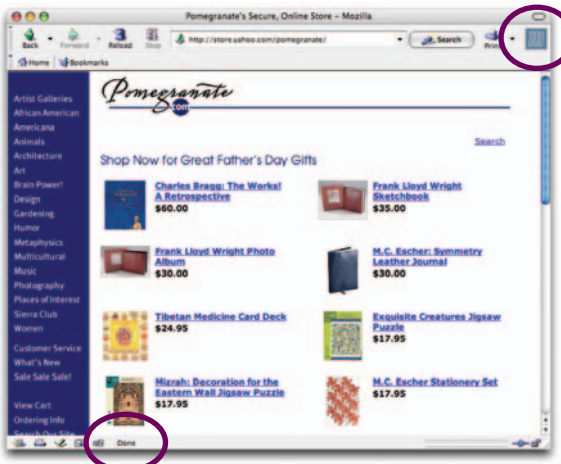 Pomegranate's Secure, Online Store – Mozilla
Back
Forward
Reload
Stop
http://store.yahoo.com/pomegranate/
Search
Print
Home
Bookmarks
Artist Galleries
African American
Americana
Animals
Architecture
Art
Brain Power!
Design
Gardening
Humor
Metaphysics
Multicultural
Music
Photography
Places of Interest
Sierra Club
Women
Customer Service
What's New
Sale Sale Sale!
View Cart
Ordering Info
Search Our Site
Pomegranate
com
Search
Shop Now for Great Father's Day Gifts
Charles Bragg: The Works!
A Retrospective
$60.00
Frank Lloyd Wright
Sketchbook
$35.00
Frank Lloyd Wright Photo
Album
$30.00
M.C. Escher: Symmetry
Leather Journal
$30.00
Tibetan Medicine Card Deck
$24.95
Exquisite Creatures Jigsaw
Puzzle
$17.95
Mizrah: Decoration for the
Eastern Wall Jigsaw Puzzle
$17.95
M.C. Escher Stationery Set
$17.95
Done